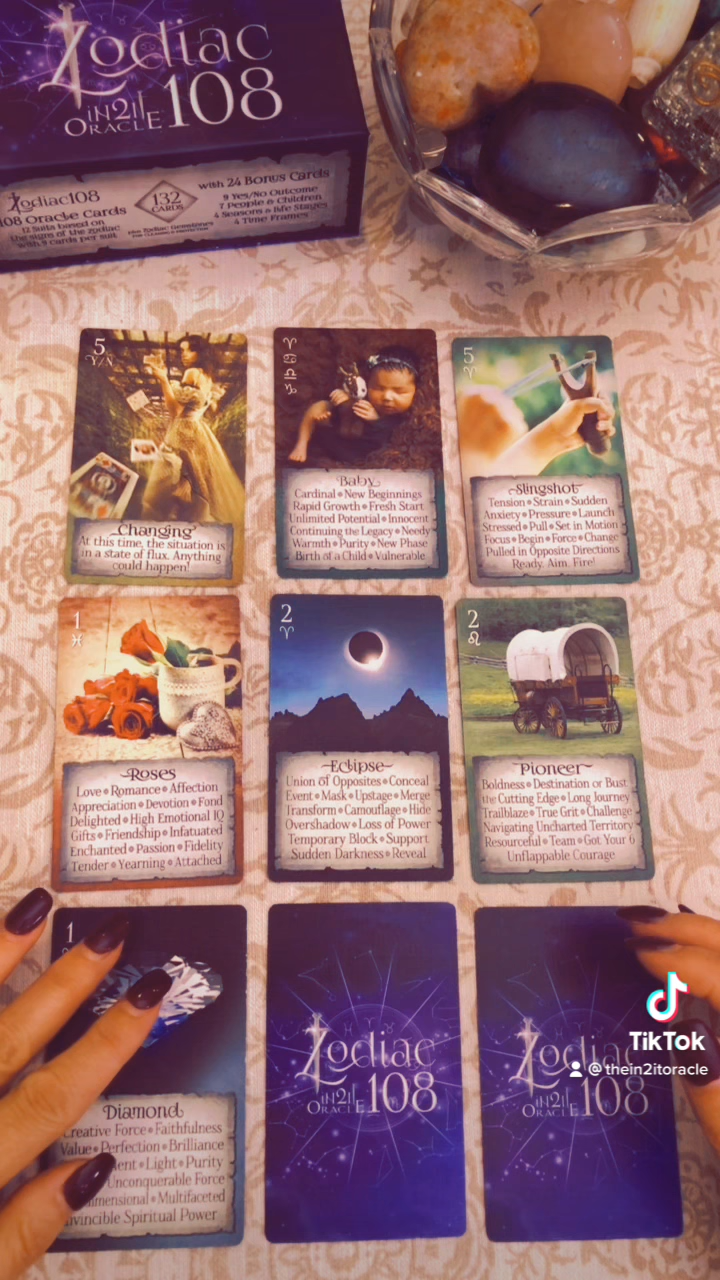 Zodiac
IN2IT
ORACLE 108
Zodiac108
108 Oracle Cards
12 Suits based on
the signs of the zodiac
with 9 cards per suit
132
CARDS
with 24 Bonus Cards
9 Yes/No Outcome
7 People & Children
4 Seasons & Life Stages
4 Time Frames
plus Zodiac Gemstones
5
Y/N
Changing
At this time, the situation is
in a state of flux. Anything
could happen!
♈
♋
♎
♑
Baby
Cardinal • New Beginnings
Rapid Growth • Fresh Start
Unlimited Potential • Innocent
Continuing the Legacy • Needy
Warmth • Purity • New Phase
Birth of a Child • Vulnerable
5
♈
Slingshot
Tension • Strain • Sudden
Anxiety • Pressure • Launch
Stressed • Pull • Set in Motion
Focus • Begin • Force • Change
Pulled in Opposite Directions
Ready. Aim. Fire!
1
♓
Roses
Love • Romance • Affection
Appreciation • Devotion • Fond
Delighted • High Emotional IQ
Gifts • Friendship • Infatuated
Enchanted • Passion • Fidelity
Tender • Yearning • Attached
2
♈
Eclipse
Union of Opposites • Conceal
Event • Mask • Upstage • Merge
Transform • Camouflage • Hide
Overshadow • Loss of Power
Temporary Block • Support
Sudden Darkness • Reveal
2
♌
Pioneer
Boldness • Destination or Bust
the Cutting Edge • Long Journey
Trailblaze • True Grit • Challenge
Navigating Uncharted Territory
Resourceful • Team • Got Your 6
Unflappable Courage
1
Diamond
Creative Force • Faithfulness
Value • Perfection • Brilliance
Light • Purity
Unconquerable Force
Multifaceted
Invincible Spiritual Power
Zodiac
IN2IT
ORACLE 108
Zodiac
IN2IT
ORACLE 108
TikTok
@thein2itoracle